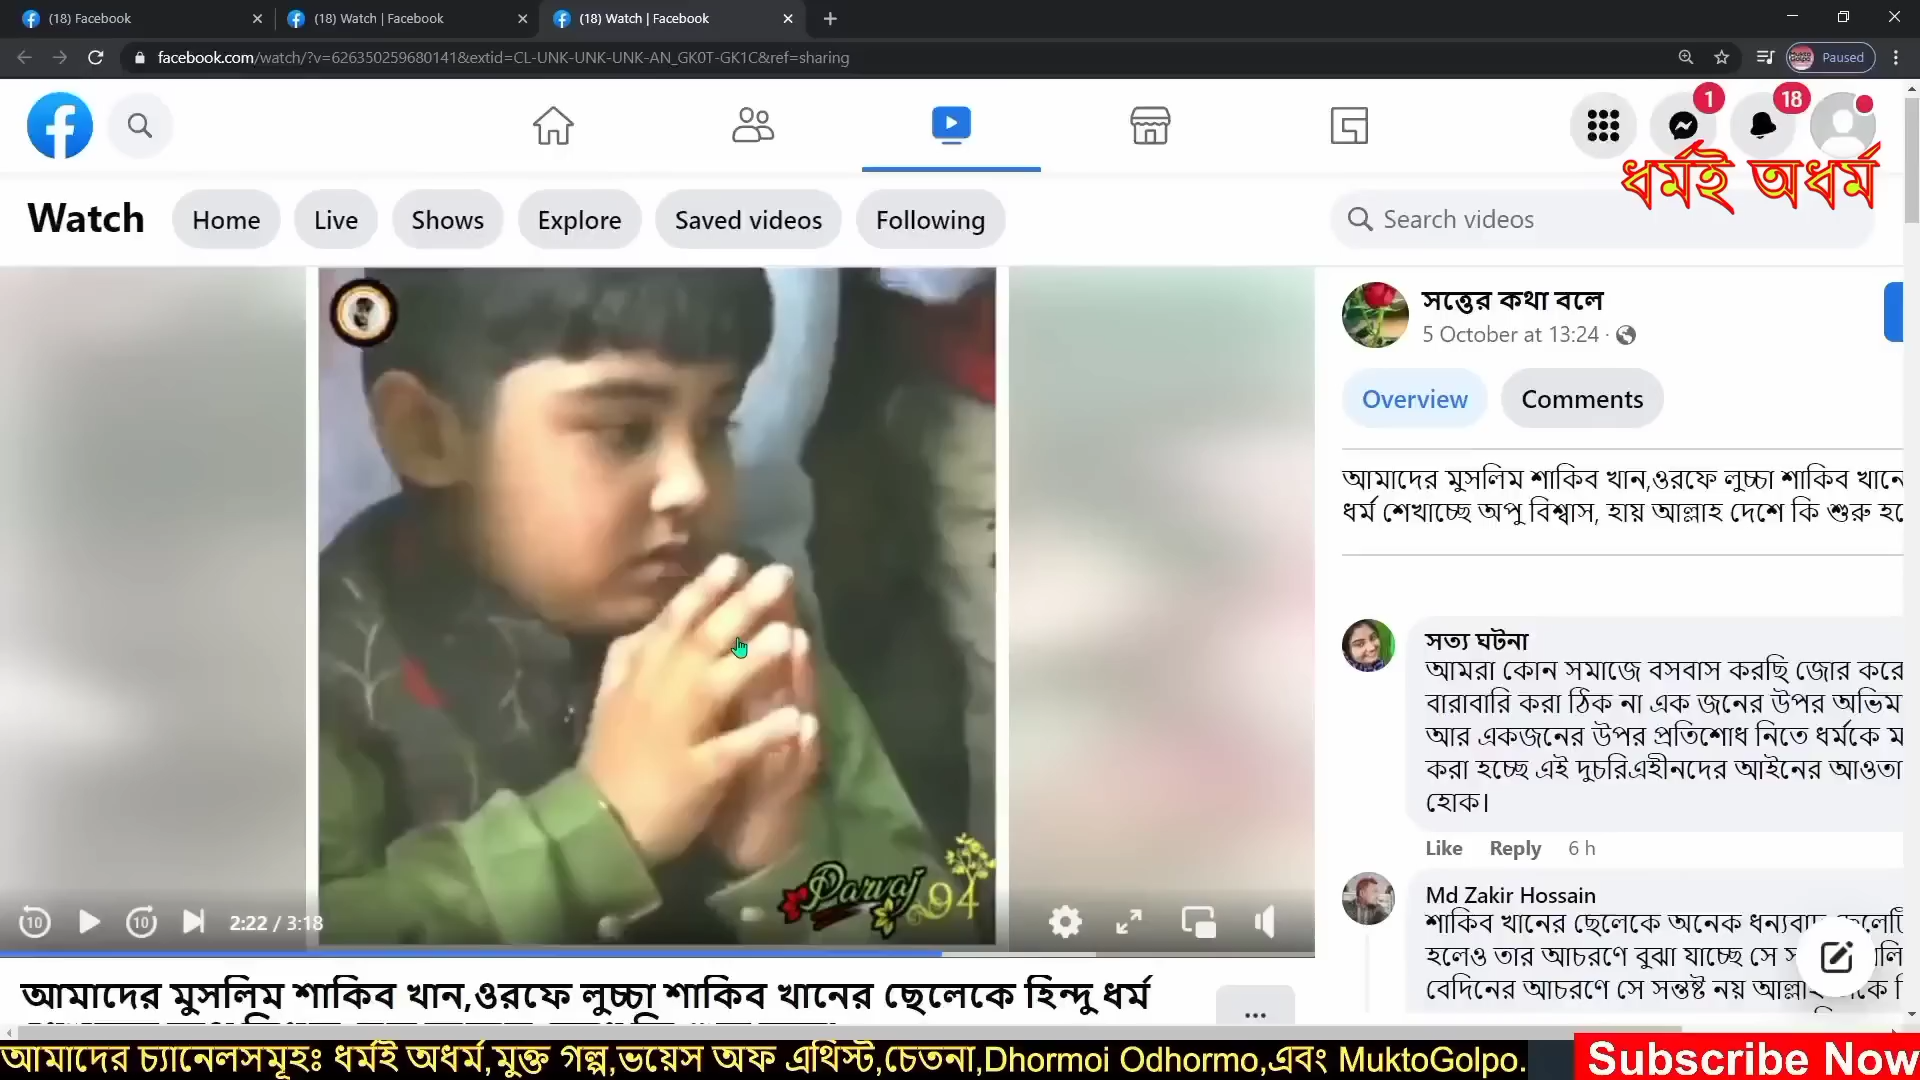 (18) Facebook
(18) Watch | Facebook
(18) Watch | Facebook
facebook.com/watch/?v=626350259680141&extid=CL-UNK-UNK-UNK-AN_GK0T-GK1C&ref=sharing
Paused
1
18
ধর্মই অধর্ম
Watch
Home
Live
Shows
Explore
Saved videos
Following
Search videos
সত্তের কথা বলে
5 October at 13:24
Overview
Comments
আমাদের মুসলিম শাকিব খান,ওরফে লুচ্চা শাকিব খানে
ধর্ম শেখাচ্ছে অপু বিশ্বাস, হায় আল্লাহ দেশে কি শুরু হ
সত্য ঘটনা
আমরা কোন সমাজে বসবাস করছি জোর করে
বারাবারি করা ঠিক না এক জনের উপর অভিম
আর একজনের উপর প্রতিশোধ নিতে ধর্মকে ম
করা হচ্ছে এই দুচরিএহীনদের আইনের আওতা
হোক।
Like
Reply
6 h
Md Zakir Hossain
শাকিব খানের ছেলেকে অনেক ধন্যবাদ
হলেও তার আচরণে বুঝা যাচ্ছে সে
বেদিনের আচরণে সে সন্তষ্ট নয়
Parvaj 94
10
10
2:22 / 3:18
আমাদের মুসলিম শাকিব খান,ওরফে লুচ্চা শাকিব খানের ছেলেকে হিন্দু ধর্ম
আমাদের চ্যানেলসমূহঃ ধর্মই অধর্ম,মুক্ত গল্প,ভয়েস অফ এথিস্ট,চেতনা,Dhormoi Odhormo,এবং MuktoGolpo.
Subscribe Now